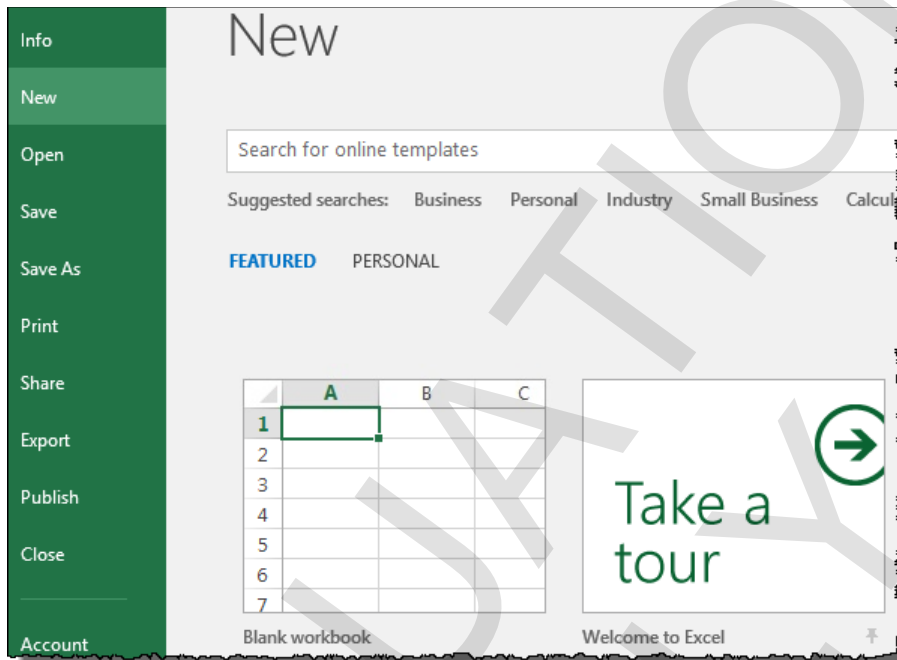 Info
New
Open
Save
Save As
Print
Share
Export
Publish
Close
Account
New
Search for online templates
Suggested searches: Business Personal Industry Small Business
FEATURED PERSONAL
A B C
1
2
3
4
5
6
7
Blank workbook
Take a
tour
Welcome to Excel